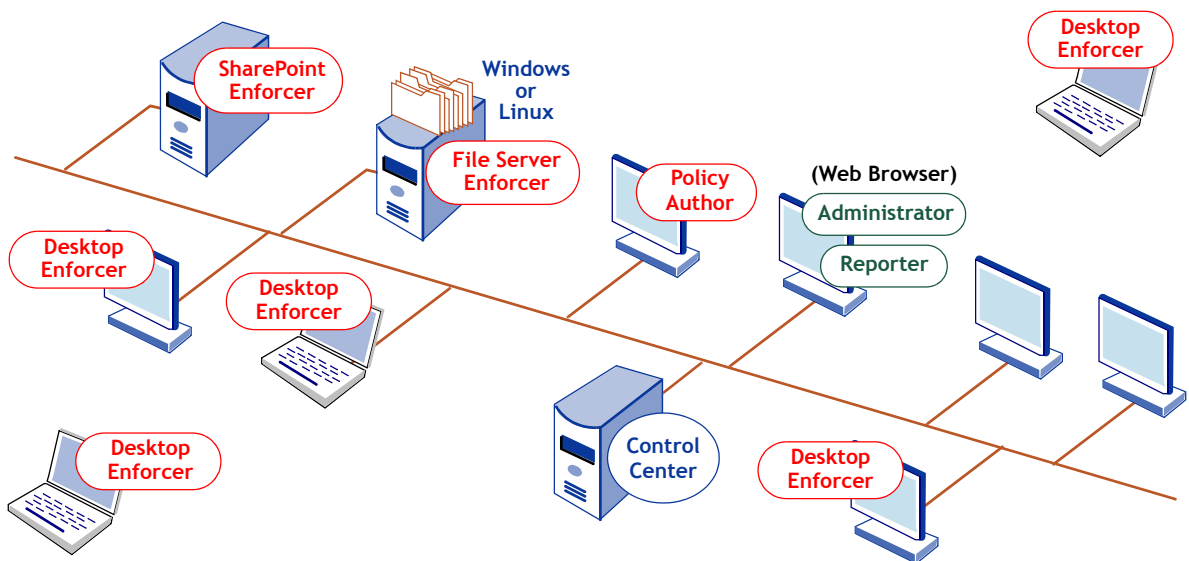 Desktop
Enforcer
SharePoint
Enforcer
Windows
or
Linux
File Server
Enforcer
Policy
Author
(Web Browser)
Administrator
Reporter
Desktop
Enforcer
Desktop
Enforcer
Desktop
Enforcer
Control
Center
Desktop
Enforcer